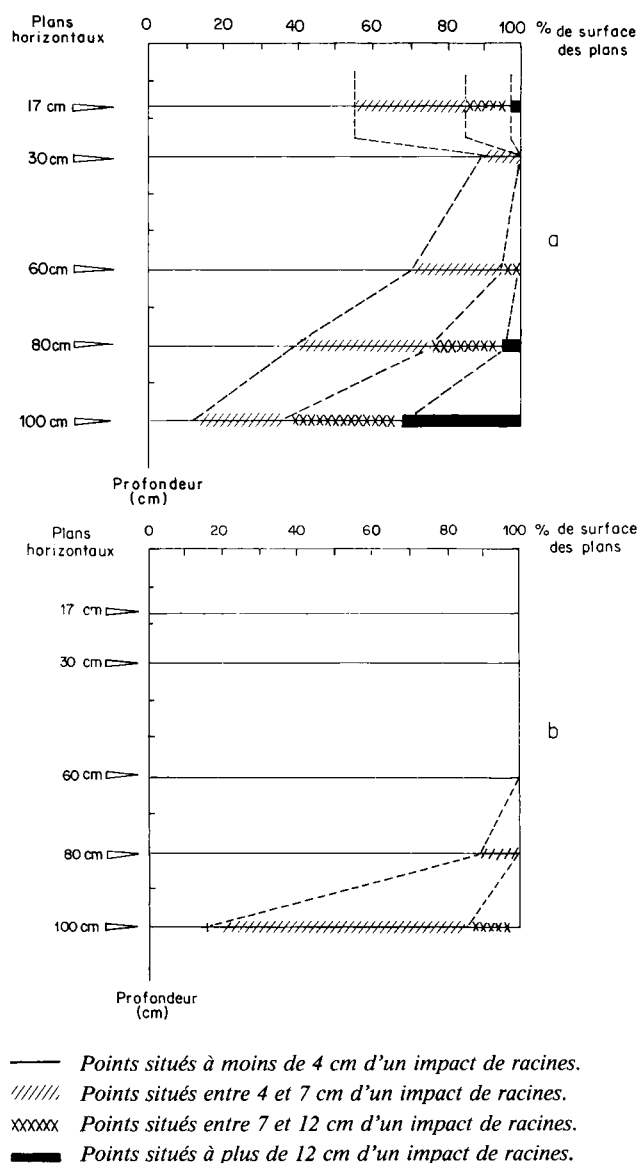 Plans
horizontaux
0 20 40 60 80 100 % de surface
des plans
17 cm
30 cm
a
60cm
80cm
100 cm
Profondeur
(cm)
Plans
horizontaux
0 20 40 60 80 100 % de surface
des plans
17 cm
30 cm
b
60 cm
80 cm
100 cm
Profondeur
(cm)
Points situés à moins de 4 cm d'un impact de racines.
Points situés entre 4 et 7 cm d'un impact de racines.
Points situés entre 7 et 12 cm d'un impact de racines.
Points situés à plus de 12 cm d'un impact de racines.